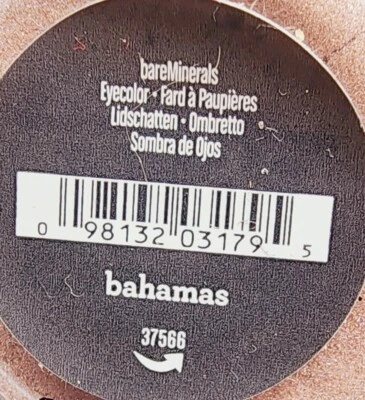 bareMinerals
Eyecolor • Fard à Paupières
Lidschatten • Ombretto
Sombra de Ojos
0 98132 03179 5
bahamas
37566